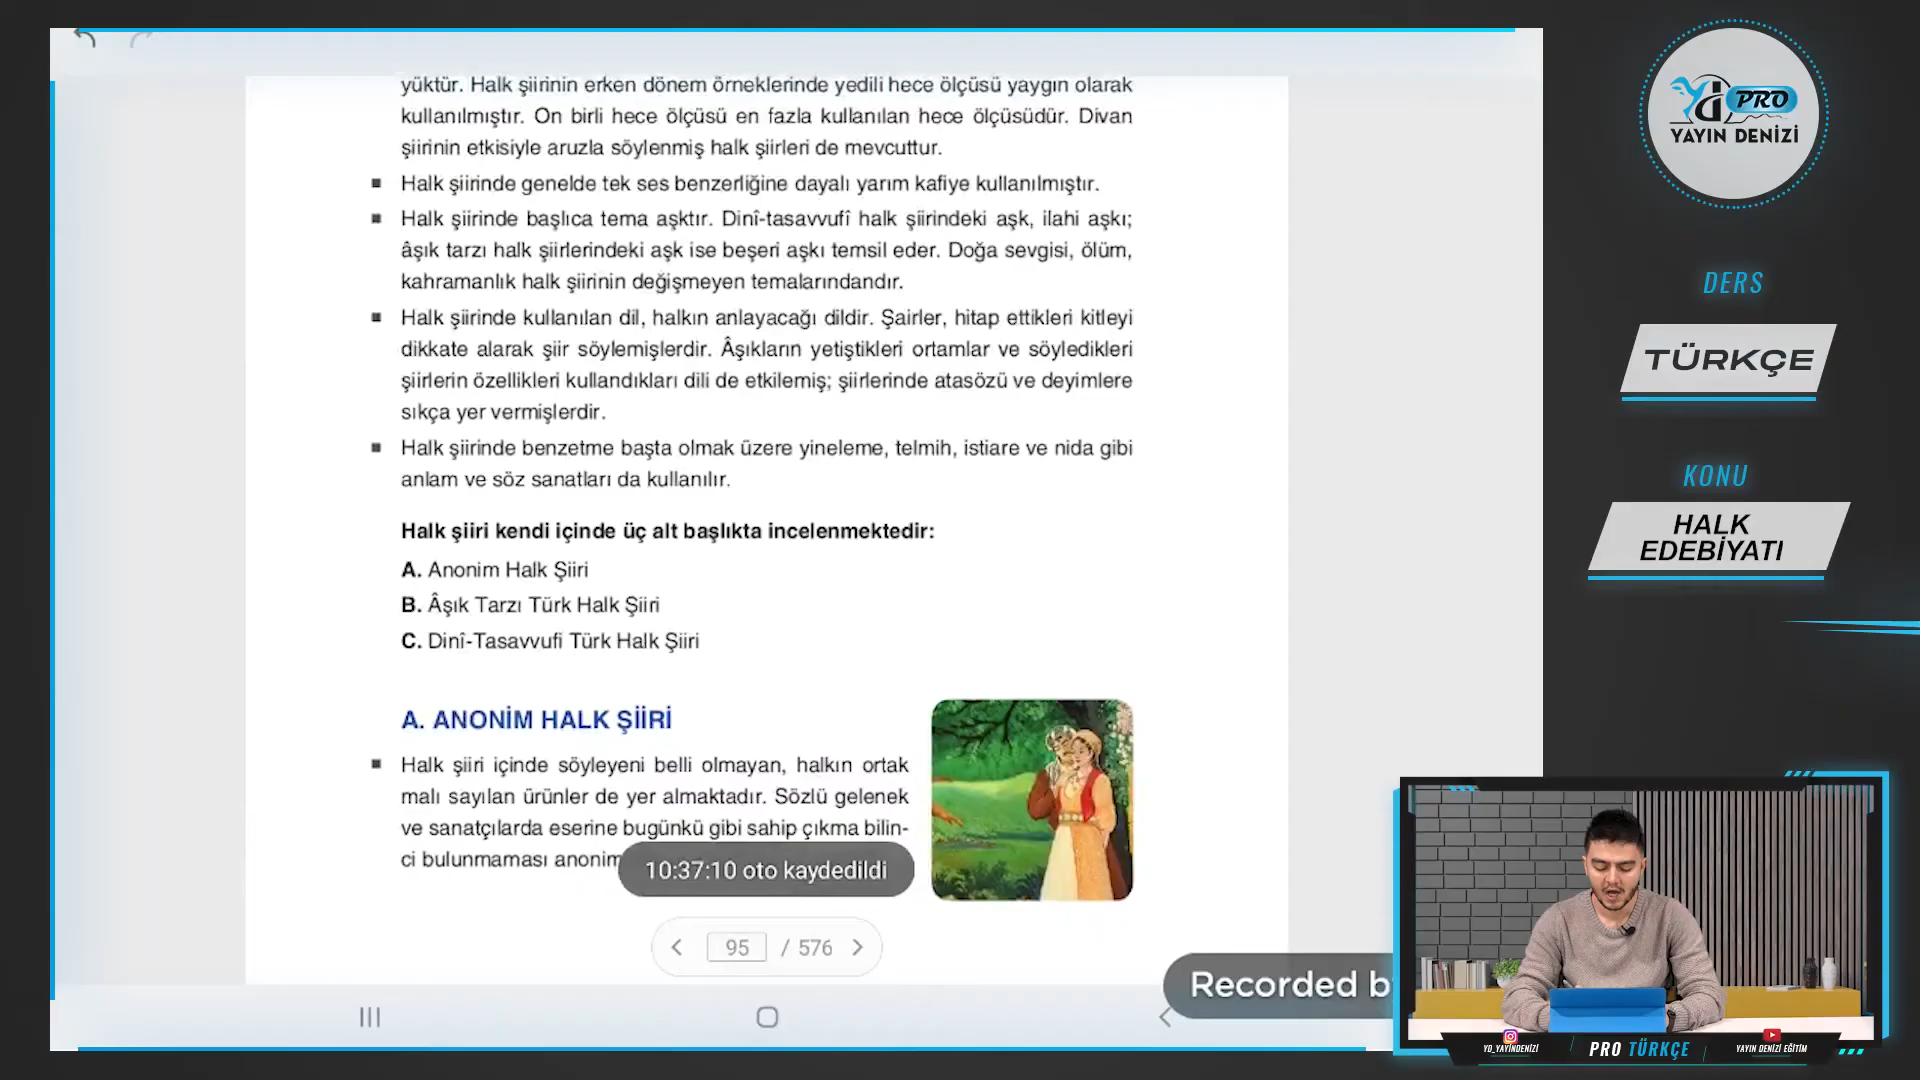 yüktür. Halk şiirinin erken dönem örneklerinde yedili hece ölçüsü yaygın olarak
kullanılmıştır. On birli hece ölçüsü en fazla kullanılan hece ölçüsüdür. Divan
şiirinin etkisiyle aruzla söylenmiş halk şiirleri de mevcuttur.
▪ Halk şiirinde genelde tek ses benzerliğine dayalı yarım kafiye kullanılmıştır.
▪ Halk şiirinde başlıca tema aşktır. Dinî-tasavvufî halk şiirindeki aşk, ilahi aşkı;
âşık tarzı halk şiirlerindeki aşk ise beşeri aşkı temsil eder. Doğa sevgisi, ölüm,
kahramanlık halk şiirinin değişmeyen temalarındandır.
▪ Halk şiirinde kullanılan dil, halkın anlayacağı dildir. Şairler, hitap ettikleri kitleyi
dikkate alarak şiir söylemişlerdir. Âşıkların yetiştikleri ortamlar ve söyledikleri
şiirlerin özellikleri kullandıkları dili de etkilemiş; şiirlerinde atasözü ve deyimlere
sıkça yer vermişlerdir.
▪ Halk şiirinde benzetme başta olmak üzere yineleme, telmih, istiare ve nida gibi
anlam ve söz sanatları da kullanılır.
Halk şiiri kendi içinde üç alt başlıkta incelenmektedir:
A. Anonim Halk Şiiri
B. Âşık Tarzı Türk Halk Şiiri
C. Dinî-Tasavvufi Türk Halk Şiiri
A. ANONİM HALK ŞİİRİ
▪ Halk şiiri içinde söyleyeni belli olmayan, halkın ortak
malı sayılan ürünler de yer almaktadır. Sözlü gelenek
ve sanatçılarda eserine bugünkü gibi sahip çıkma bilin-
ci bulunmaması anonim
10:37:10 oto kaydedildi
95 / 576
Recorded b
yd PRO
YAYIN DENİZİ
DERS
TÜRKÇE
KONU
HALK
EDEBİYATI
YD_YAYINDENİZİ
PRO TÜRKÇE
YAYIN DENİZİ EĞİTİM